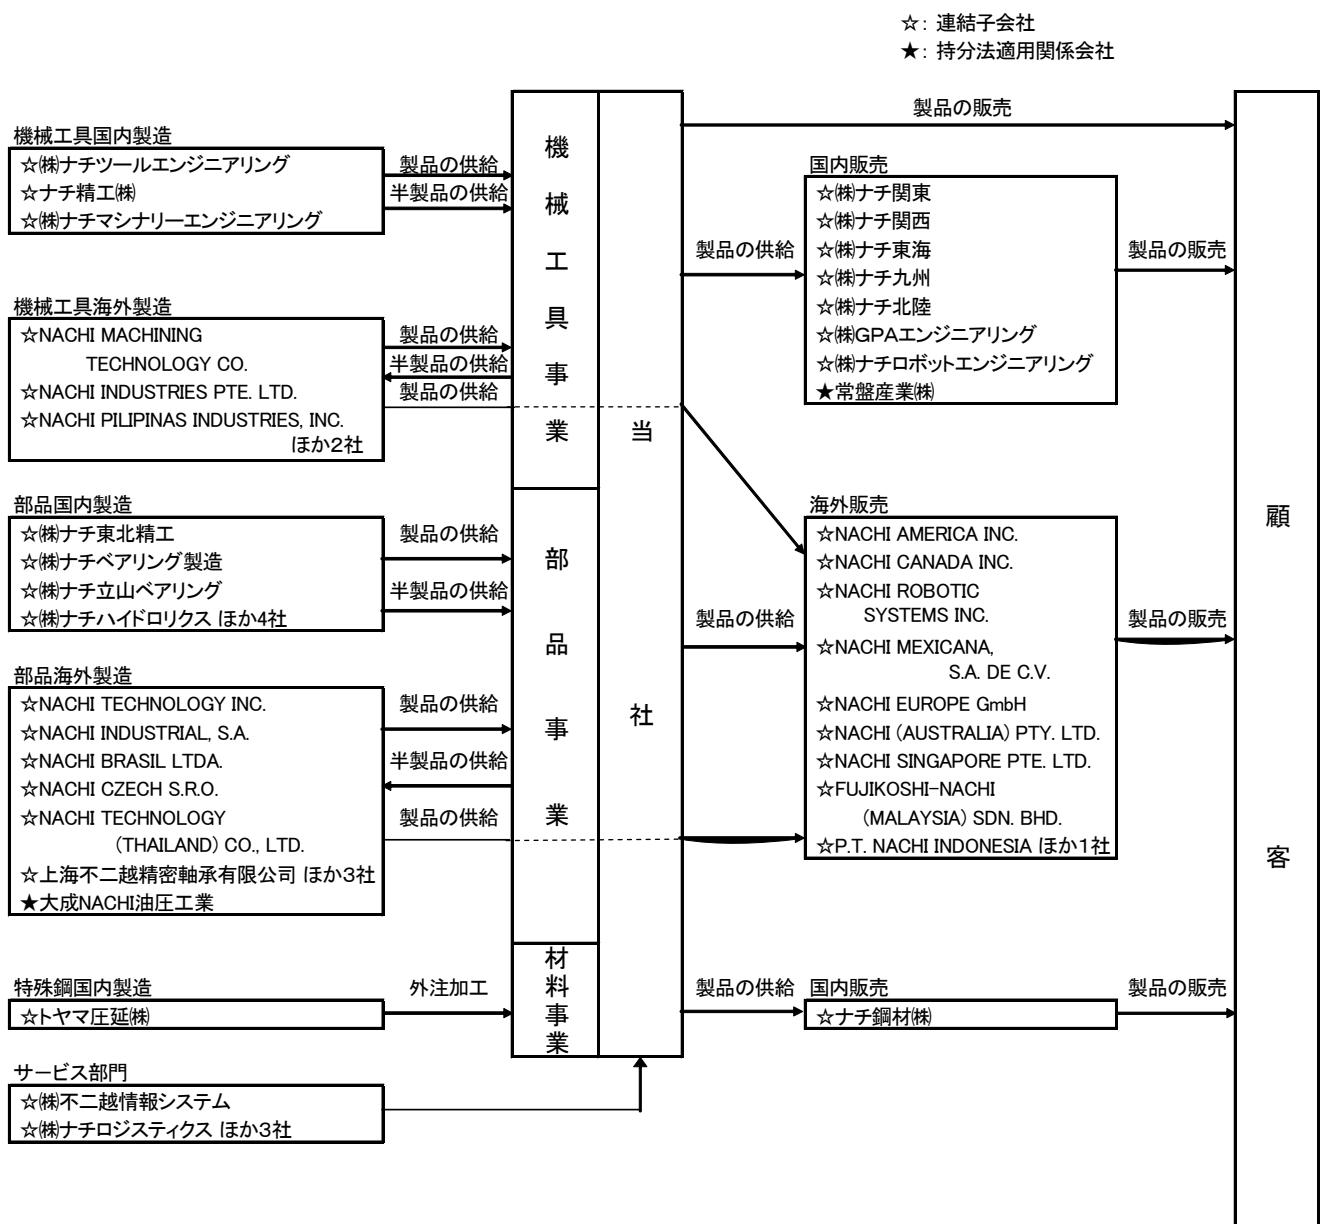 ☆: 連結子会社
★: 持分法適用関係会社
機械工具国内製造
☆㈱ナチツールエンジニアリング
☆ナチ精工㈱
☆㈱ナチマシナリーエンジニアリング
製品の供給
半製品の供給
機械工具海外製造
☆NACHI MACHINING
TECHNOLOGY CO.
☆NACHI INDUSTRIES PTE. LTD.
☆NACHI PILIPINAS INDUSTRIES, INC.
ほか2社
製品の供給
半製品の供給
製品の供給
部品国内製造
☆㈱ナチ東北精工
☆㈱ナチベアリング製造
☆㈱ナチ立山ベアリング
☆㈱ナチハイドロリクス ほか4社
製品の供給
半製品の供給
部品海外製造
☆NACHI TECHNOLOGY INC.
☆NACHI INDUSTRIAL, S.A.
☆NACHI BRASIL LTDA.
☆NACHI CZECH S.R.O.
☆NACHI TECHNOLOGY
(THAILAND) CO., LTD.
☆上海不二越精密軸承有限公司 ほか3社
★大成NACHI油圧工業
製品の供給
半製品の供給
製品の供給
特殊鋼国内製造
☆トヤマ圧延㈱
外注加工
サービス部門
☆㈱不二越情報システム
☆㈱ナチロジスティクス ほか3社
機械工具事業
部品事業
材料事業
当社
製品の販売
製品の供給
国内販売
☆㈱ナチ関東
☆㈱ナチ関西
☆㈱ナチ東海
☆㈱ナチ九州
☆㈱ナチ北陸
☆㈱GPAエンジニアリング
☆㈱ナチロボットエンジニアリング
★常盤産業㈱
製品の販売
製品の供給
海外販売
☆NACHI AMERICA INC.
☆NACHI CANADA INC.
☆NACHI ROBOTIC
SYSTEMS INC.
☆NACHI MEXICANA,
S.A. DE C.V.
☆NACHI EUROPE GmbH
☆NACHI (AUSTRALIA) PTY. LTD.
☆NACHI SINGAPORE PTE. LTD.
☆FUJIKOSHI-NACHI
(MALAYSIA) SDN. BHD.
☆P.T. NACHI INDONESIA ほか1社
製品の販売
製品の供給
国内販売
☆ナチ鋼材㈱
製品の販売
顧客